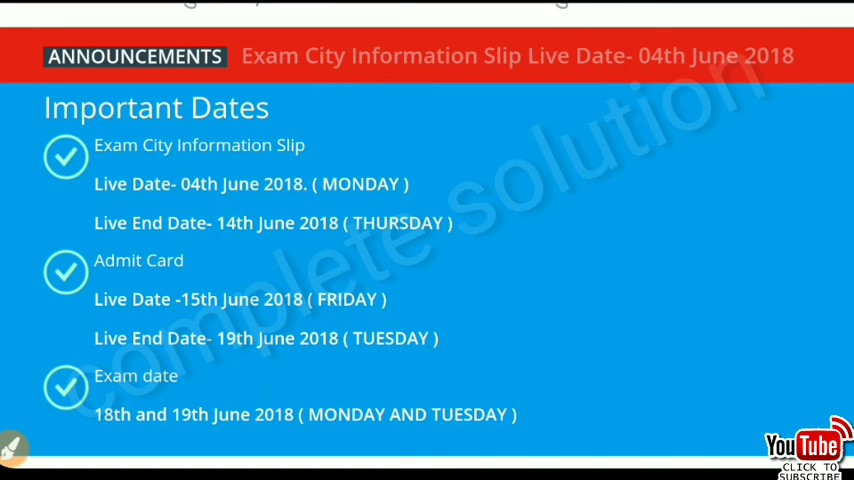 ANNOUNCEMENTS Exam City Information Slip Live Date- 04th June 2018
Important Dates
Exam City Information Slip
Live Date- 04th June 2018. ( MONDAY )
Live End Date- 14th June 2018 ( THURSDAY )
Admit Card
Live Date -15th June 2018 ( FRIDAY )
Live End Date- 19th June 2018 ( TUESDAY )
Exam date
18th and 19th June 2018 ( MONDAY AND TUESDAY )
complete solution
YouTube
CLICK TO
SUBSCRIBE